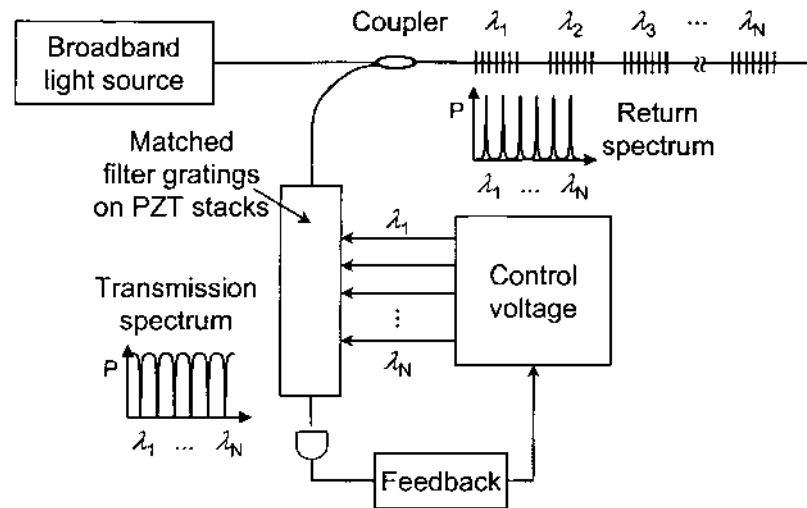 Coupler
λ1 λ2 λ3 ... λN
Broadband
light source
P
Return
spectrum
λ1 ... λN
Matched
filter gratings
on PZT stacks
λ1
Control
voltage
⋮
λN
Transmission
spectrum
P
λ1 ... λN
Feedback